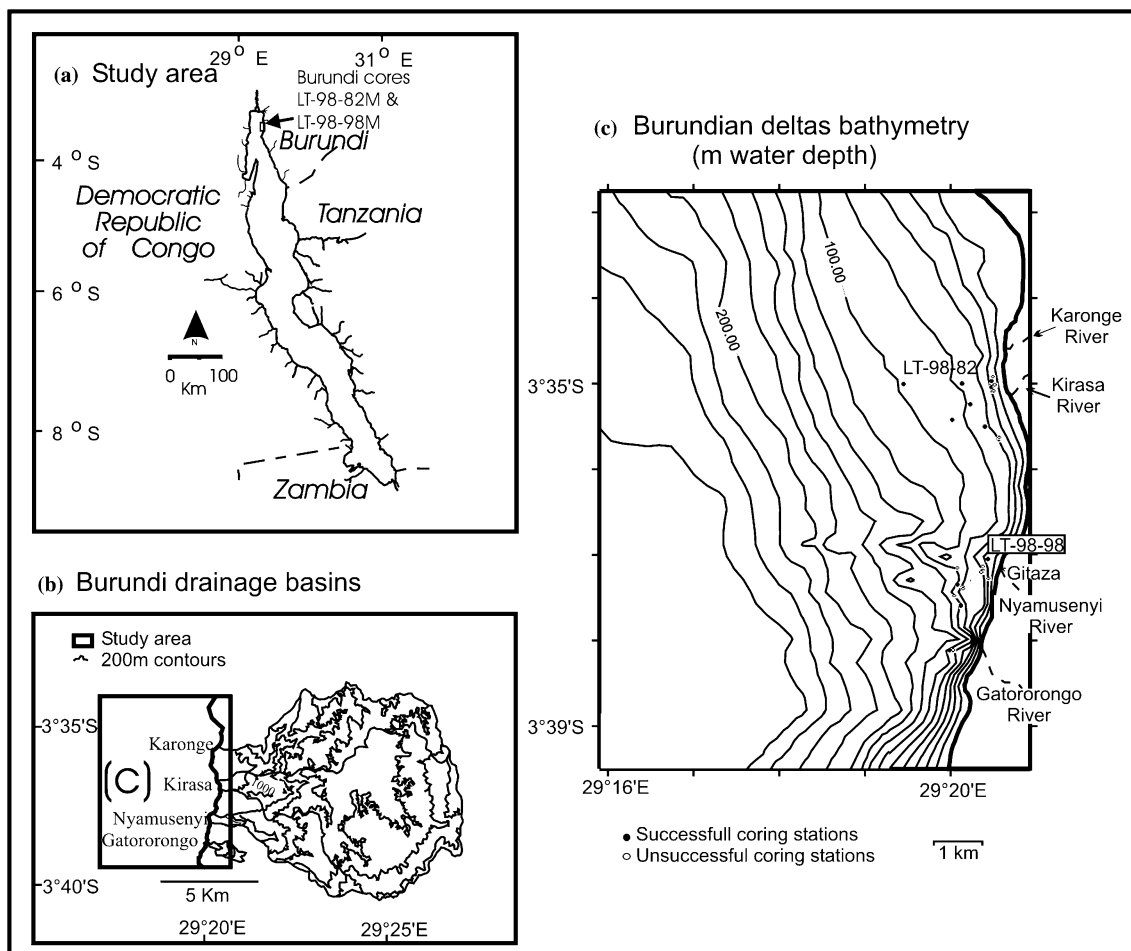 29° E
31° E
(a) Study area
Burundi cores
LT-98-82M &
LT-98-98M
Burundi
4° S
Democratic
Republic
of Congo
Tanzania
6° S
N
0 100
Km
8° S
Zambia
(b) Burundi drainage basins
Study area
200m contours
3°35'S
Karonge
(C)
Kirasa
1000
Nyamusenyi
Gatororongo
3°40'S
5 Km
29°20'E
29°25'E
(c) Burundian deltas bathymetry
(m water depth)
100.00
200.00
Karonge
River
LT-98-82
3°35'S
Kirasa
River
LT-98-98
Gitaza
Nyamusenyi
River
Gatororongo
River
3°39'S
29°16'E
29°20'E
Successfull coring stations
Unsuccessful coring stations
1 km